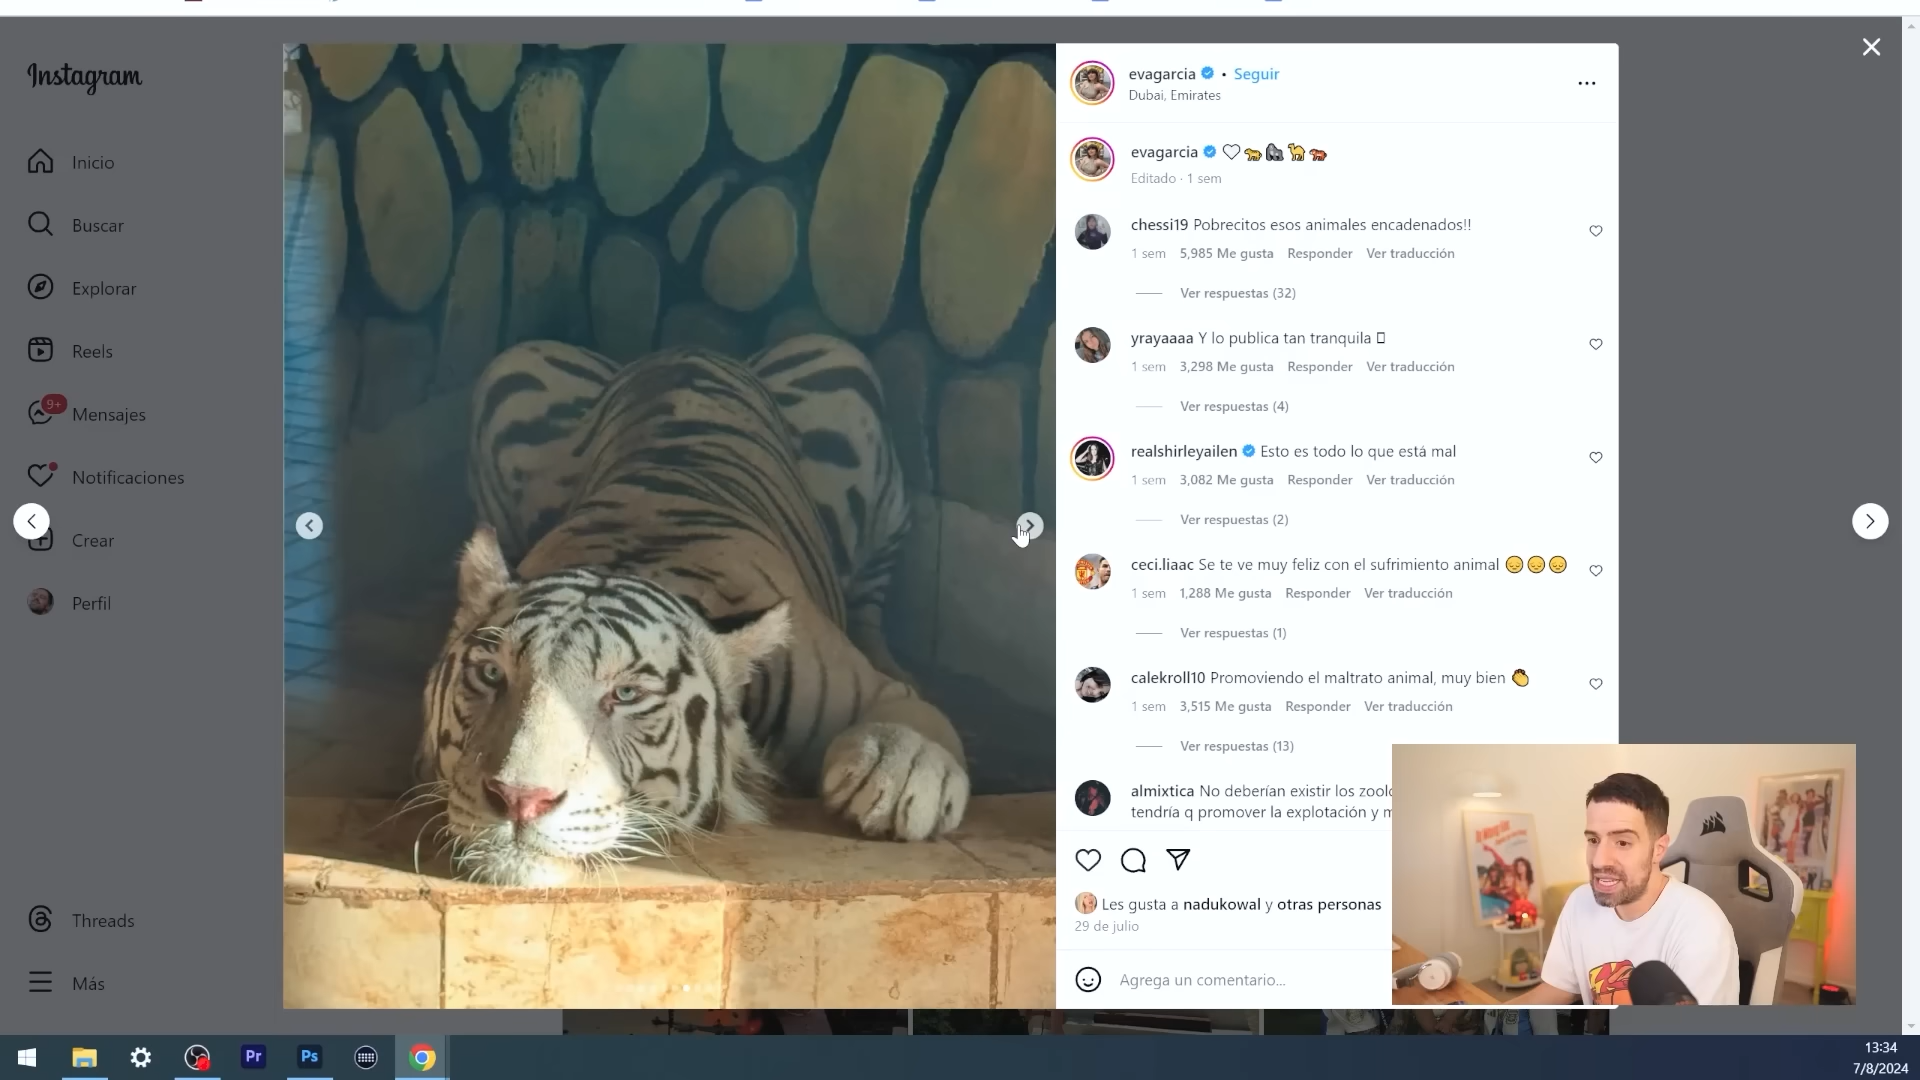 Instagram
Inicio
Buscar
Explorar
Reels
9+
Mensajes
Notificaciones
Crear
Perfil
Threads
Más
evagarcia • Seguir
Dubai, Emirates
evagarcia 🤍🐆🦍🐪🐅
Editado · 1 sem
chessi19 Pobrecitos esos animales encadenados!!
1 sem 5,985 Me gusta Responder Ver traducción
Ver respuestas (32)
yrayaaaa Y lo publica tan tranquila
1 sem 3,298 Me gusta Responder Ver traducción
Ver respuestas (4)
realshirleyailen Esto es todo lo que está mal
1 sem 3,082 Me gusta Responder Ver traducción
Ver respuestas (2)
ceci.liaac Se te ve muy feliz con el sufrimiento animal 😞😞😞
1 sem 1,288 Me gusta Responder Ver traducción
Ver respuestas (1)
calekroll10 Promoviendo el maltrato animal, muy bien 👏
1 sem 3,515 Me gusta Responder Ver traducción
Ver respuestas (13)
almixtica No deberían existir los
tendría q promover la explotación y
Les gusta a nadukowal y otras personas
29 de julio
Agrega un comentario...
Pr
Ps
13:34
7/8/2024